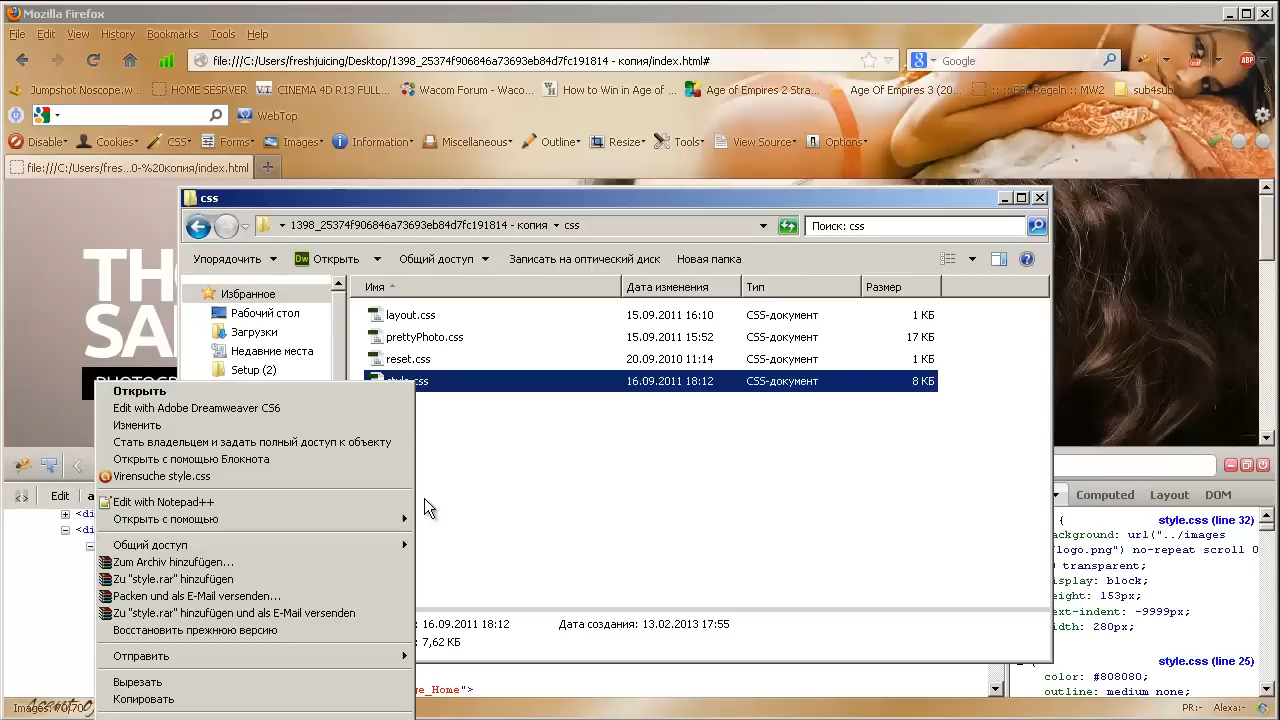 Mozilla Firefox
File Edit View History Bookmarks Tools Help
file:///C:/Users/freshjuicing/Desktop/1398_25374f906846a73693eb84d7fc191814 - копия/index.html#
Google
Jumpshot Noscope.w... HOME SESRVER CINEMA 4D R13 FULL... Wacom Forum - Waco... How to Win in Age of ... Age of Empires 2 Stra... Age Of Empires 3 (20... :: ::: ESL Regeln :: MW2 sub4sub
WebTop
Disable Cookies CSS Forms Images Information Miscellaneous Outline Resize Tools View Source Options
file:///C:/Users/fres...0-%20копия/index.html
css
1398_25374f906846a73693eb84d7fc191814 - копия css
Поиск: css
Упорядочить Открыть Общий доступ Записать на оптический диск Новая папка
Имя Дата изменения Тип Размер
Избранное
Рабочий стол
Загрузки
Недавние места
Setup (2)
layout.css 15.09.2011 16:10 CSS-документ 1 КБ
prettyPhoto.css 15.09.2011 15:52 CSS-документ 17 КБ
reset.css 20.09.2010 11:14 CSS-документ 1 КБ
style.css 16.09.2011 18:12 CSS-документ 8 КБ
TH
SA
Открыть
Edit with Adobe Dreamweaver CS6
Изменить
Стать владельцем и задать полный доступ к объекту
Открыть с помощью Блокнота
Virensuche style.css
Edit with Notepad++
Открыть с помощью
Общий доступ
Zum Archiv hinzufügen...
Zu "style.rar" hinzufügen
Packen und als E-Mail versenden...
Zu "style.rar" hinzufügen und als E-Mail versenden
Восстановить прежнюю версию
Отправить
Вырезать
Копировать
16.09.2011 18:12 Дата создания: 13.02.2013 17:55
7,62 КБ
Edit a
<di
<di
e_Home">
Computed Layout DOM
{ style.css (line 32)
ackground: url("../images
logo.png") no-repeat scroll 0
transparent;
isplay: block;
eight: 153px;
ext-indent: -9999px;
idth: 280px;
style.css (line 25)
color: #808080;
outline: medium none;
PR:- Alexa:-